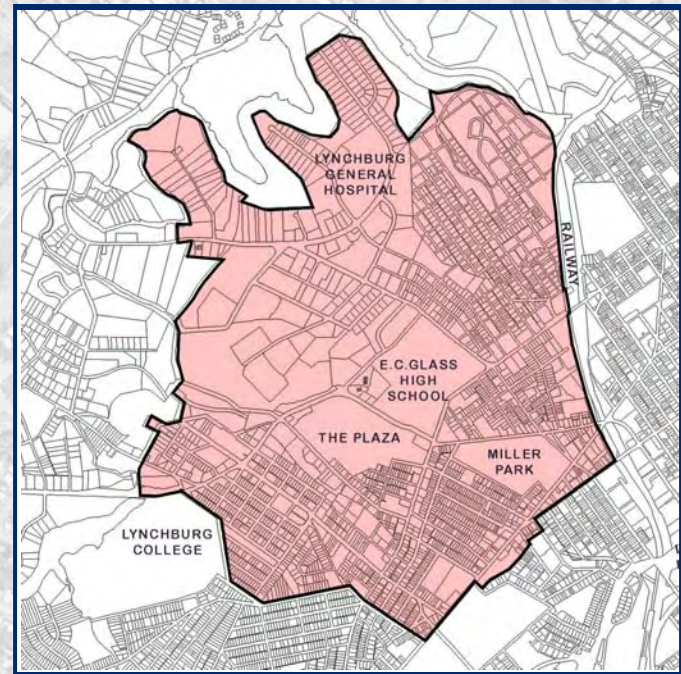 LYNCHBURG
GENERAL
HOSPITAL
RAILWAY
E.C.GLASS
HIGH
SCHOOL
THE PLAZA
MILLER
PARK
LYNCHBURG
COLLEGE